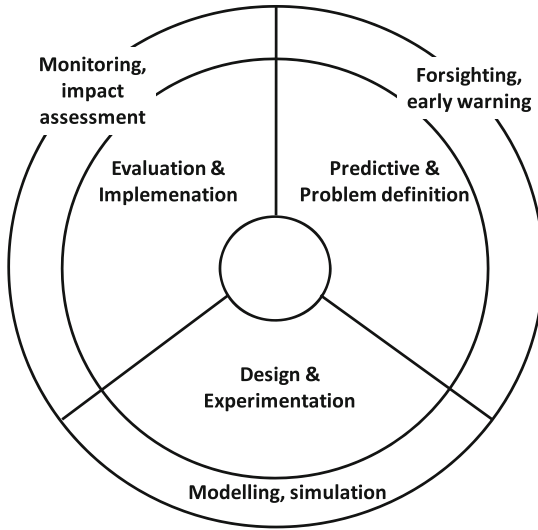 Monitoring,
impact
assessment
Forsighting,
early warning
Evaluation &
Implemenation
Predictive &
Problem definition
Design &
Experimentation
Modelling, simulation